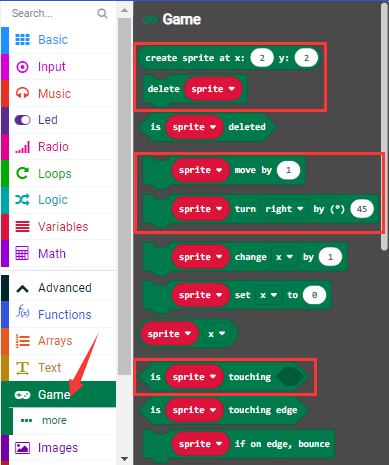 Search...
Basic
Input
Music
Led
Radio
Loops
Logic
Variables
Math
Advanced
f(x) Functions
Arrays
Text
Game
more
Images
Game
create sprite at x: 2 y: 2
delete sprite
is sprite deleted
sprite move by 1
sprite turn right by (°) 45
sprite change x by 1
sprite set x to 0
sprite x
is sprite touching
is sprite touching edge
sprite if on edge, bounce